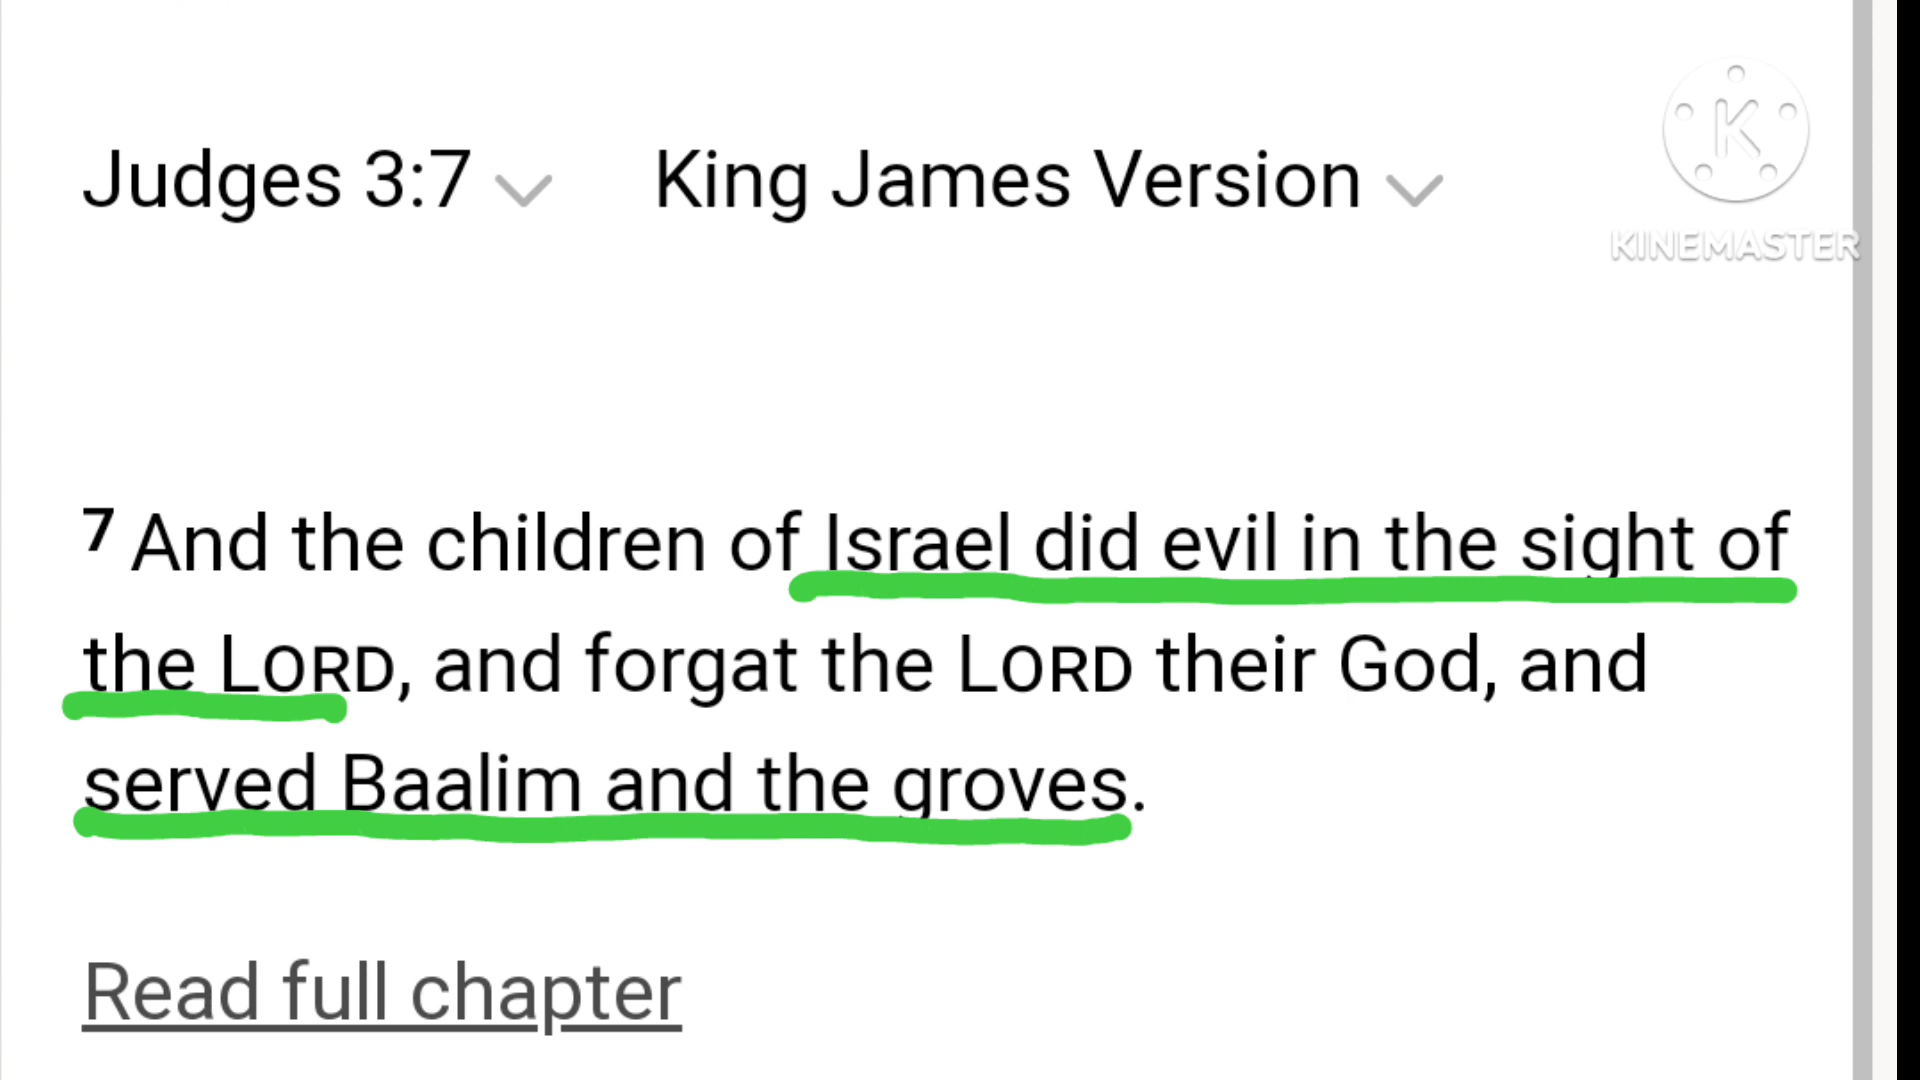 Judges 3:7 King James Version
K
KINEMASTER
7 And the children of Israel did evil in the sight of
the LORD, and forgat the LORD their God, and
served Baalim and the groves.
Read full chapter